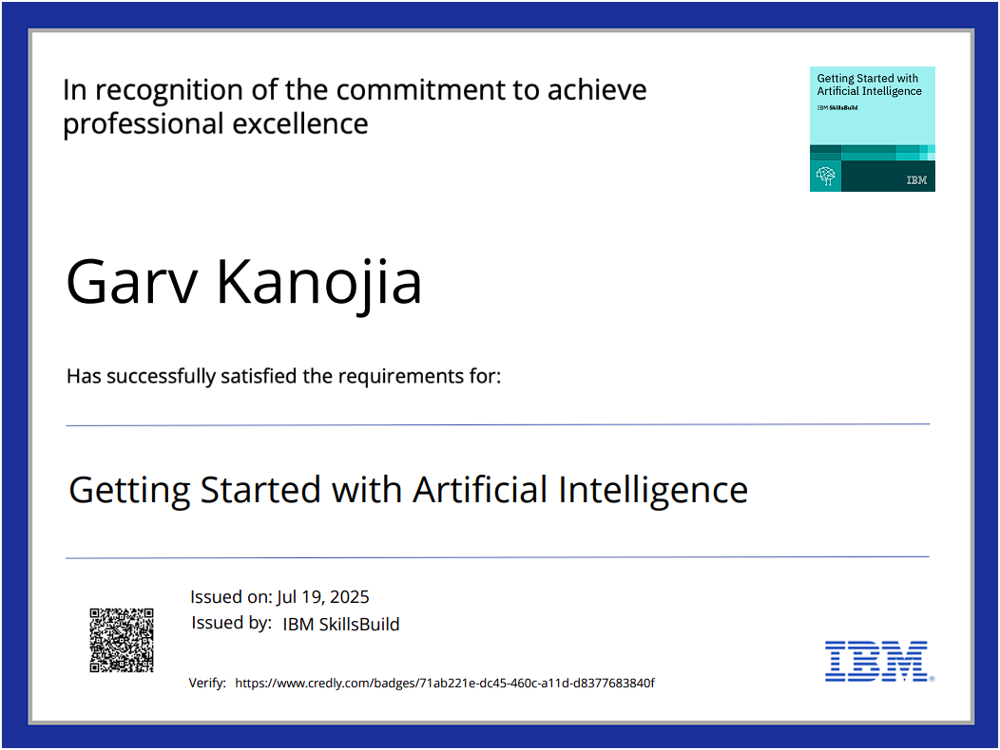 In recognition of the commitment to achieve
professional excellence
Getting Started with
Artificial Intelligence
IBM SkillsBuild
IBM
Garv Kanojia
Has successfully satisfied the requirements for:
Getting Started with Artificial Intelligence
Issued on: Jul 19, 2025
Issued by: IBM SkillsBuild
Verify: https://www.credly.com/badges/71ab221e-dc45-460c-a11d-d8377683840f
IBM®